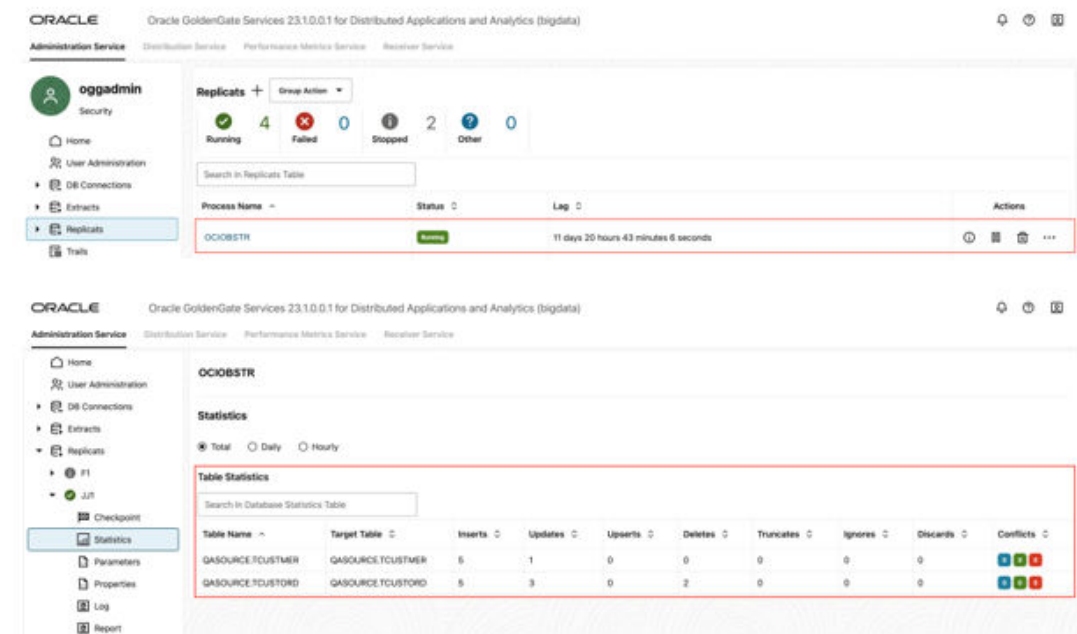 ORACLE Oracle GoldenGate Services 23.1.0.0.1 for Distributed Applications and Analytics (bigdata)
Administration Service Distribution Service Performance Metrics Service Receiver Service
oggadmin
Security
Home
User Administration
DB Connections
Extracts
Replicats
Trails
Replicats Group Action
4 0 2 0
Running Failed Stopped Other
Search in Replicats Table
Process Name Status Lag Actions
OCIOBSTR Running 11 days 20 hours 43 minutes 6 seconds
ORACLE Oracle GoldenGate Services 23.1.0.0.1 for Distributed Applications and Analytics (bigdata)
Administration Service Distribution Service Performance Metrics Service Receiver Service
Home
User Administration
DB Connections
Extracts
Replicats
F1
JJ1
Checkpoint
Statistics
Parameters
Properties
Log
Report
OCIOBSTR
Statistics
Total Daily Hourly
Table Statistics
Search in Database Statistics Table
Table Name Target Table Inserts Updates Upserts Deletes Truncates Ignores Discards Conflicts
QASOURCE.TCUSTMER QASOURCE.TCUSTMER 5 1 0 0 0 0 0
QASOURCE.TCUSTORD QASOURCE.TCUSTORD 5 3 0 2 0 0 0